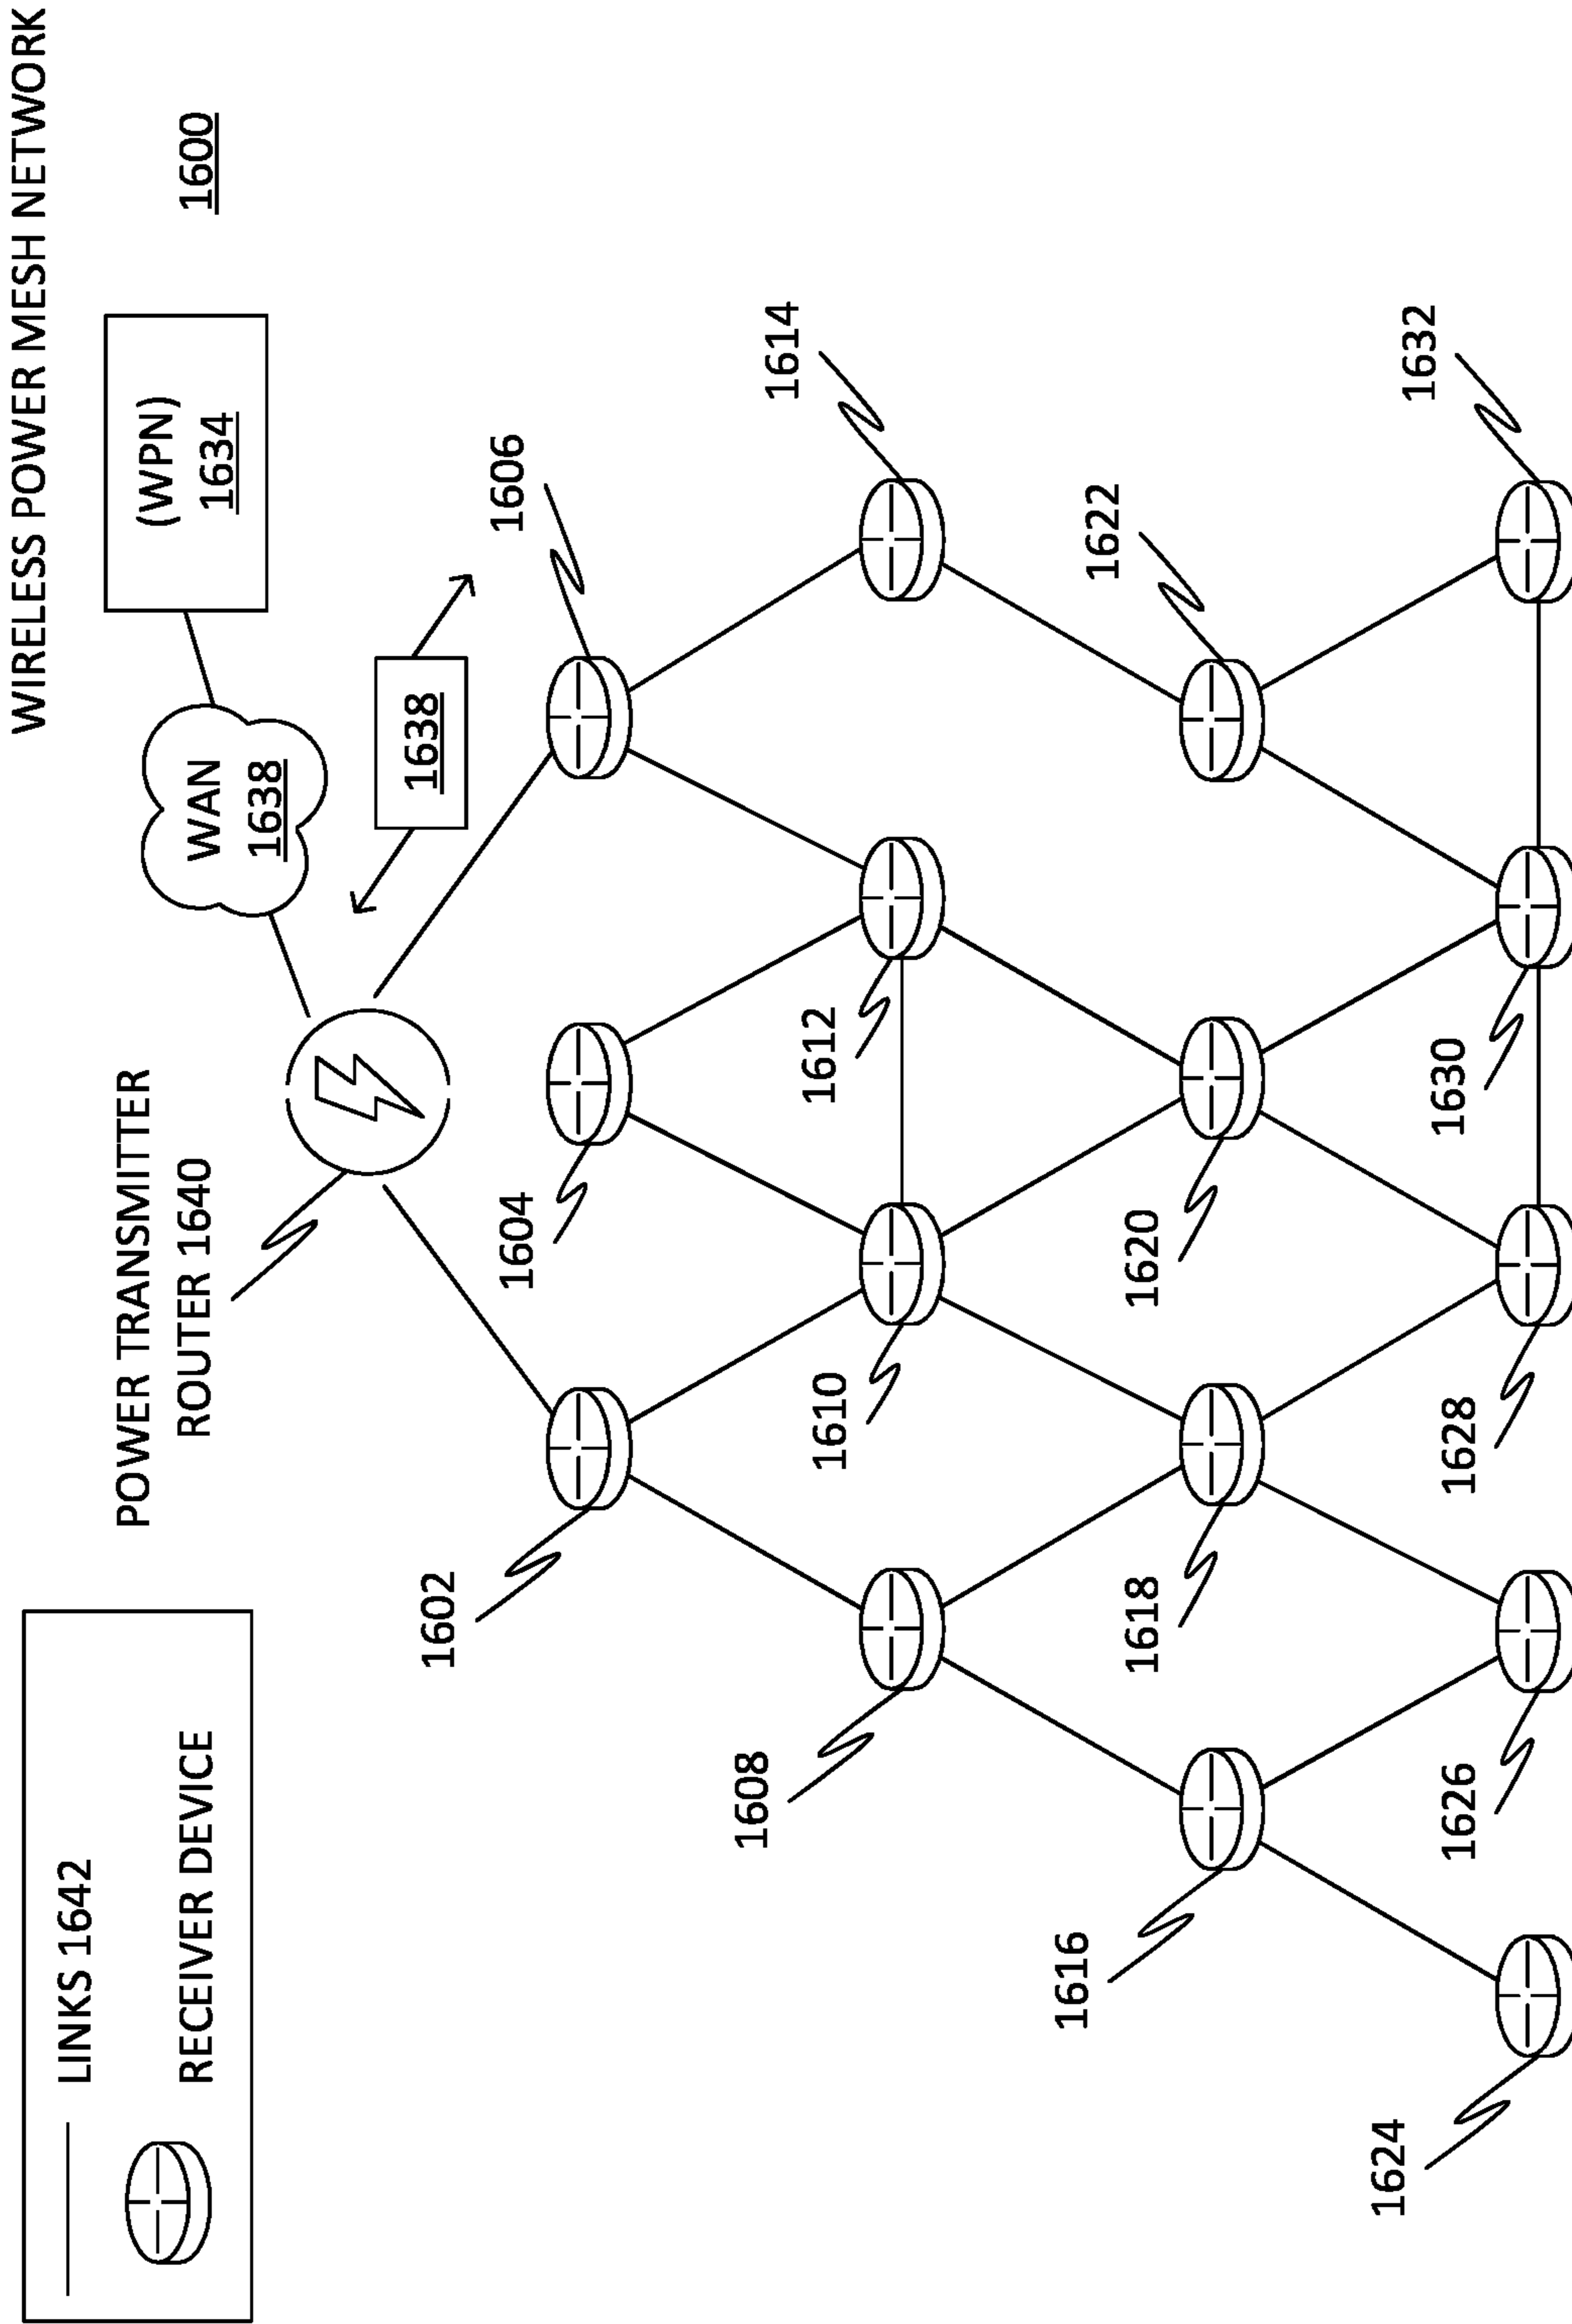 WIRELESS POWER MESH NETWORK
1600
LINKS 1642
RECEIVER DEVICE
POWER TRANSMITTER
ROUTER 1640
WAN
1638
(WPN)
1634
1638
1602
1604
1606
1608
1610
1612
1614
1616
1618
1620
1622
1624
1626
1628
1630
1632